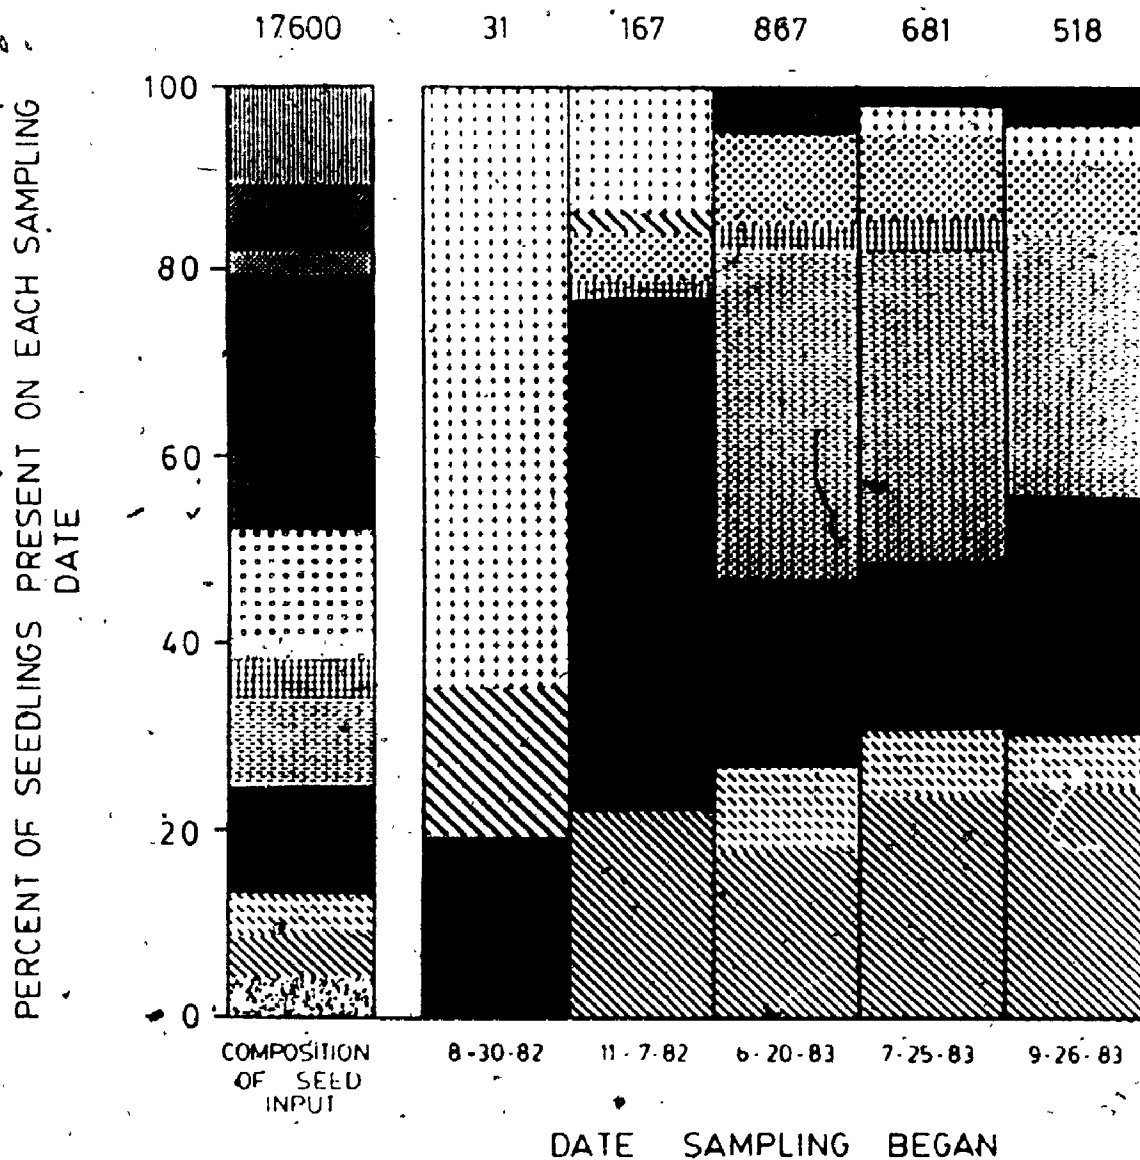 17600 31 167 867 681 518
PERCENT OF SEEDLINGS PRESENT ON EACH SAMPLING
DATE
100
80
60
40
20
0
COMPOSITION
OF SEED
INPUT
8-30-82 11-7-82 6-20-83 7-25-83 9-26-83
DATE SAMPLING BEGAN